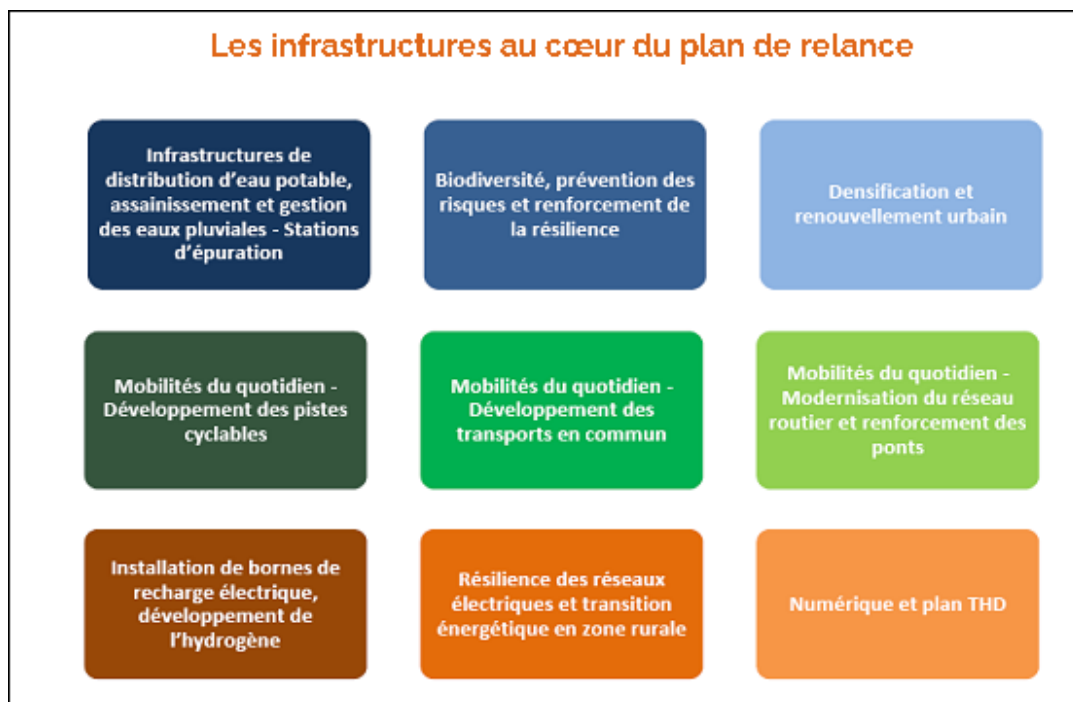 Les infrastructures au cœur du plan de relance
Infrastructures de
distribution d'eau potable,
assainissement et gestion
des eaux pluviales - Stations
d'épuration
Biodiversité, prévention des
risques et renforcement de
la résilience
Densification et
renouvellement urbain
Mobilités du quotidien -
Développement des pistes
cyclables
Mobilités du quotidien -
Développement des
transports en commun
Mobilités du quotidien -
Modernisation du réseau
routier et renforcement des
ponts
Installation de bornes de
recharge électrique,
développement de
l'hydrogène
Résilience des réseaux
électriques et transition
énergétique en zone rurale
Numérique et plan THD